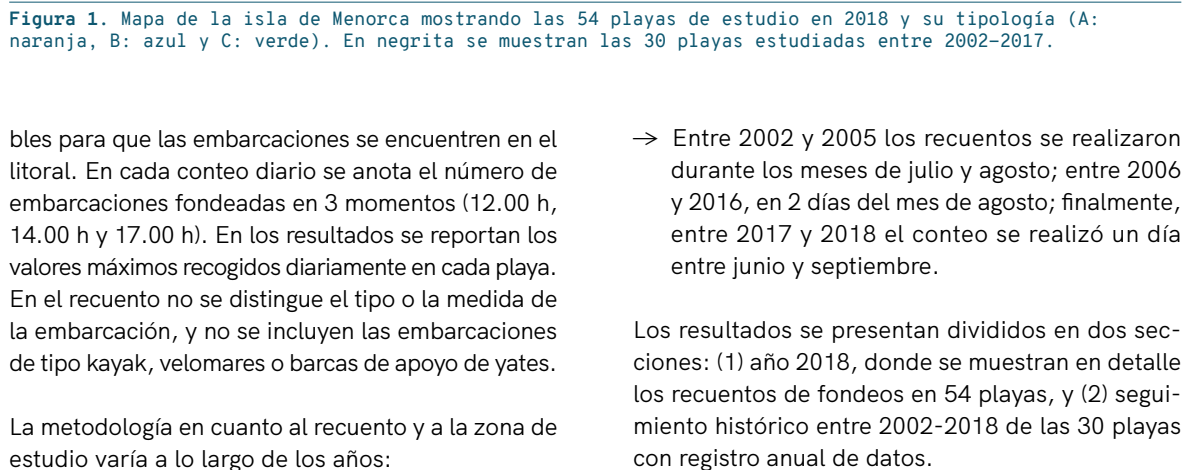 Figura 1. Mapa de la isla de Menorca mostrando las 54 playas de estudio en 2018 y su tipología (A:
naranja, B: azul y C: verde). En negrita se muestran las 30 playas estudiadas entre 2002–2017.
bles para que las embarcaciones se encuentren en el
litoral. En cada conteo diario se anota el número de
embarcaciones fondeadas en 3 momentos (12.00 h,
14.00 h y 17.00 h). En los resultados se reportan los
valores máximos recogidos diariamente en cada playa.
En el recuento no se distingue el tipo o la medida de
la embarcación, y no se incluyen las embarcaciones
de tipo kayak, velomares o barcas de apoyo de yates.
La metodología en cuanto al recuento y a la zona de
estudio varía a lo largo de los años:
→ Entre 2002 y 2005 los recuentos se realizaron
durante los meses de julio y agosto; entre 2006
y 2016, en 2 días del mes de agosto; finalmente,
entre 2017 y 2018 el conteo se realizó un día
entre junio y septiembre.
Los resultados se presentan divididos en dos sec-
ciones: (1) año 2018, donde se muestran en detalle
los recuentos de fondeos en 54 playas, y (2) segui-
miento histórico entre 2002-2018 de las 30 playas
con registro anual de datos.